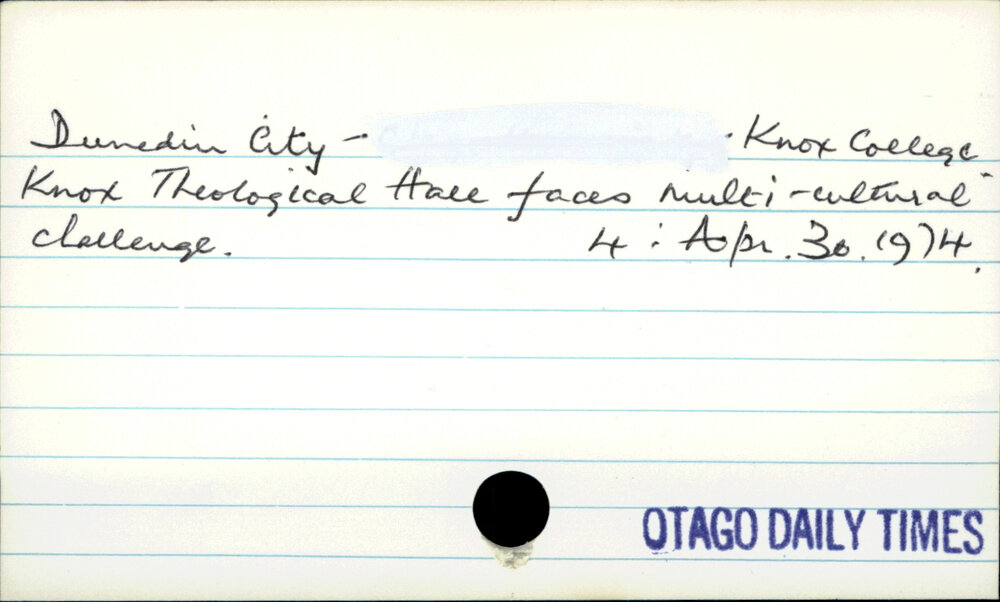 Dunedin City - Knox College
Knox Theological Hall faces multi-cultural
challenge. 4 : Apr. 30. 1974.
OTAGO DAILY TIMES